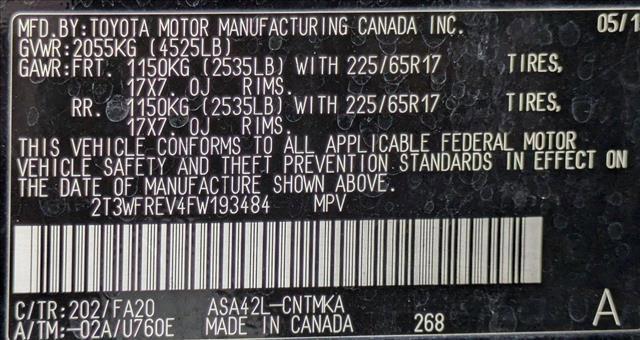 MFD.BY:TOYOTA MOTOR MANUFACTURING CANADA INC. 05/1
GVWR:2055KG (4525LB)
GAWR:FRT. 1150KG (2535LB) WITH 225/65R17 TIRES,
17X7.0J RIMS.
RR. 1150KG (2535LB) WITH 225/65R17 TIRES,
17X7.0J RIMS.
THIS VEHICLE CONFORMS TO ALL APPLICABLE FEDERAL MOTOR
VEHICLE SAFETY AND THEFT PREVENTION STANDARDS IN EFFECT ON
THE DATE OF MANUFACTURE SHOWN ABOVE.
2T3WFREV4FW193484 MPV
C/TR:202/FA20 ASA42L-CNTMKA
A/TM:-02A/U760E MADE IN CANADA 268 A